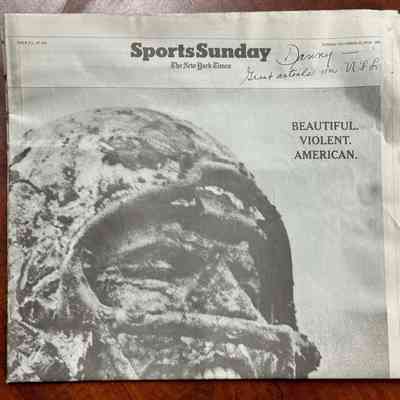 SportsSunday
The New York Times
Danny —
Great article on N.F.L.
BEAUTIFUL.
VIOLENT.
AMERICAN.